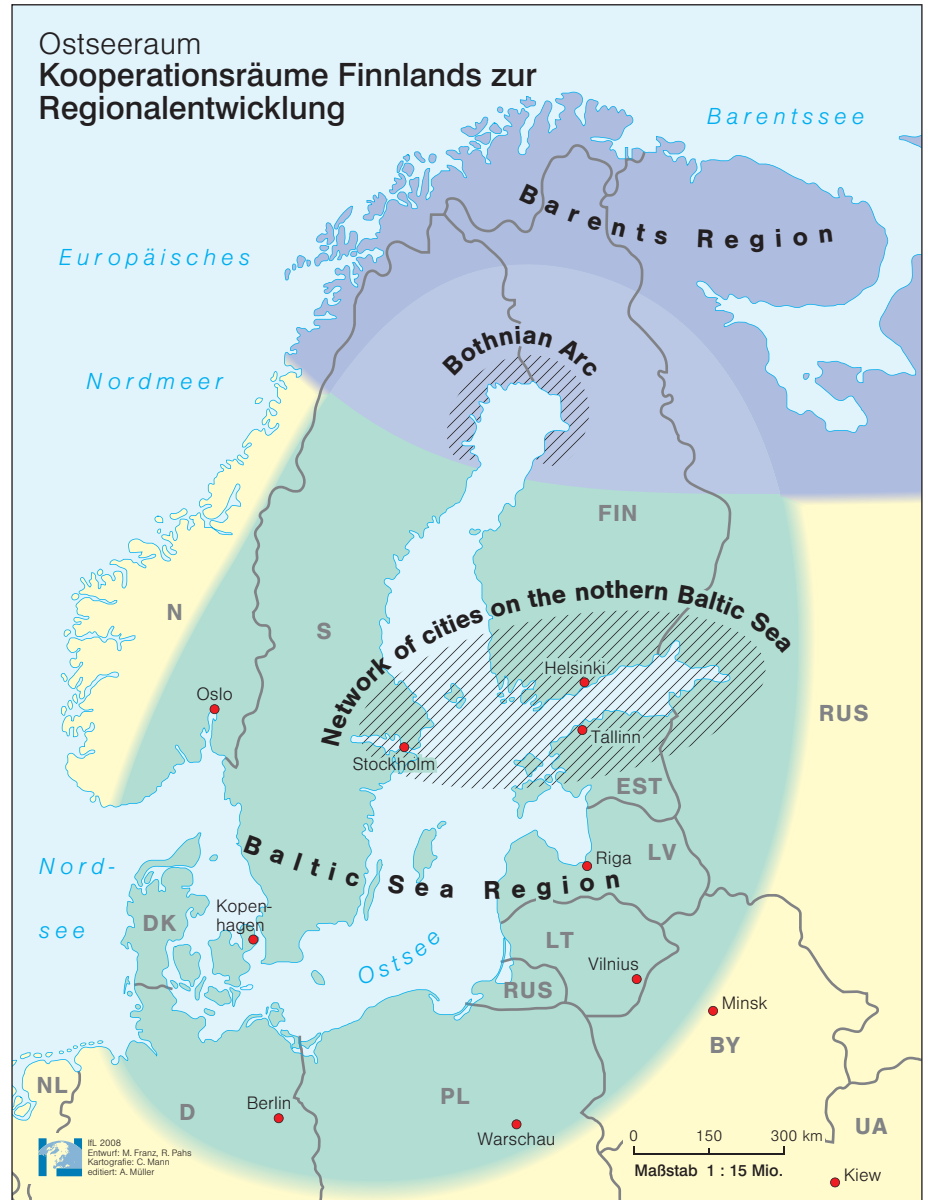 Ostseeraum
Kooperationsräume Finnlands zur
Regionalentwicklung
Barentssee
Barents Region
Europäisches
Nordmeer
Bothnian Arc
FIN
Network of cities on the nothern Baltic Sea
N
S
Helsinki
Oslo
RUS
Tallinn
Stockholm
EST
Baltic Sea Region
LV
Riga
Nord-
see
DK
Kopen-
hagen
Ostsee
LT
Vilnius
RUS
Minsk
BY
NL
D
Berlin
PL
Warschau
UA
0 150 300 km
Maßstab 1 : 15 Mio.
Kiew
IfL 2008
Entwurf: M. Franz, R. Pahs
Kartografie: C. Mann
editiert: A. Müller